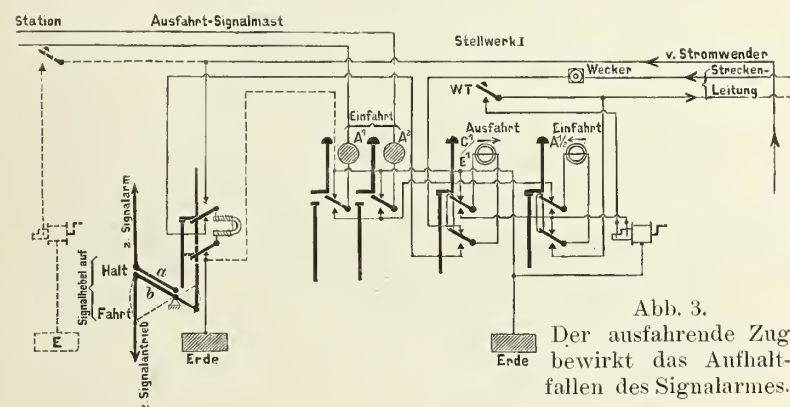 Station
Ausfahrt-Signalmast
Stellwerk I
v. Stromwender
Wecker
Strecken-
Leitung
WT
Einfahrt
A¹
A²
Ausfahrt
C¹
E¹
Einfahrt
A½
z. Signalarm
Signalhebel auf
Halt
Fahrt
a
b
z. Signalantrieb
E
Erde
Erde
Abb. 3.
Der ausfahrende Zug
bewirkt das Aufhalt-
fallen des Signalarmes.